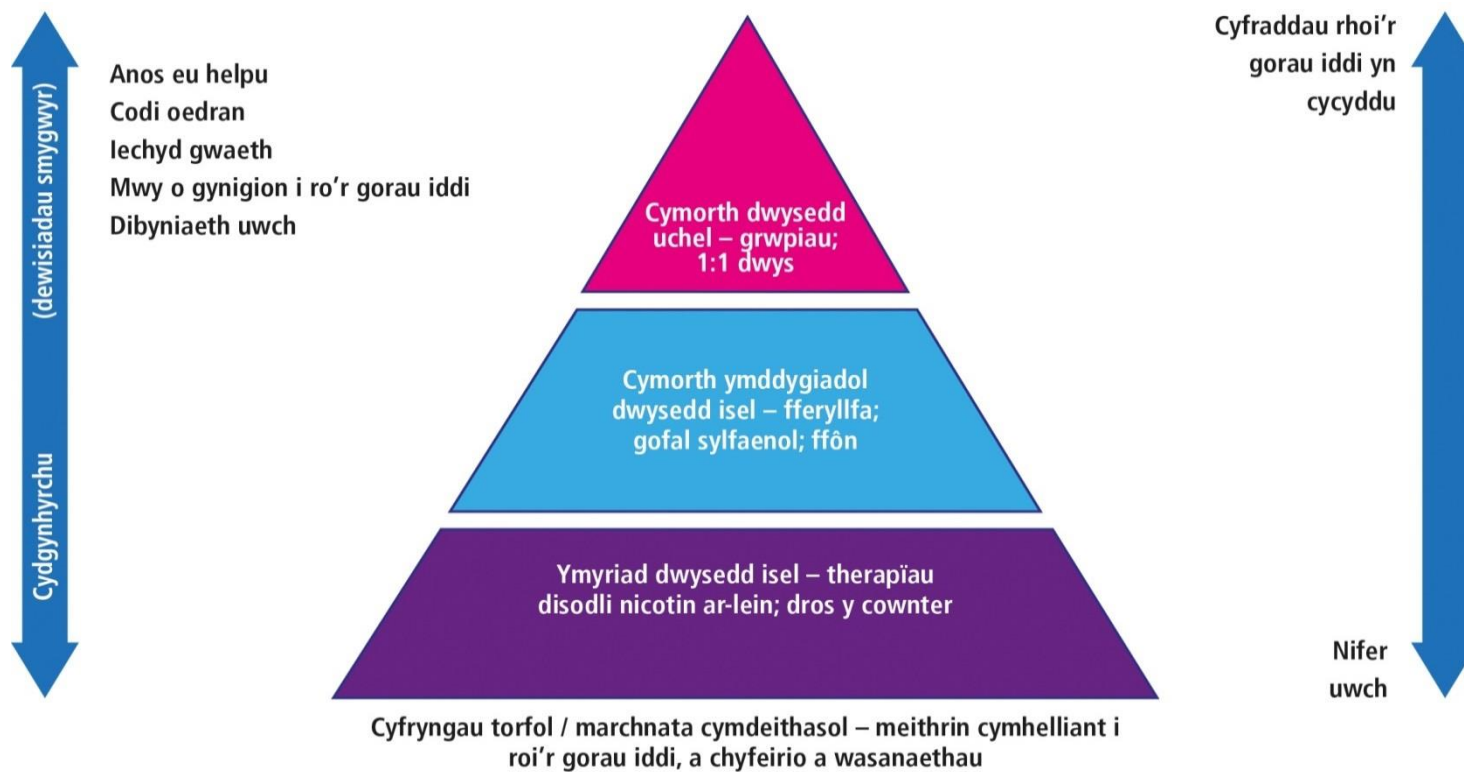 (dewisiadau smygwyr)
Cydgynhyrchu
Anos eu helpu
Codi oedran
Iechyd gwaeth
Mwy o gynigion i ro'r gorau iddi
Dibyniaeth uwch
Cyfraddau rhoi'r
gorau iddi yn
cycyddu
Cymorth dwysedd
uchel – grwpiau;
1:1 dwys
Cymorth ymddygiadol
dwysedd isel – fferyllfa;
gofal sylfaenol; ffôn
Ymyriad dwysedd isel – therapïau
disodli nicotin ar-lein; dros y cownter
Nifer
uwch
Cyfryngau torfol / marchnata cymdeithasol – meithrin cymhelliant i
roi'r gorau iddi, a chyfeirio a wasanaethau